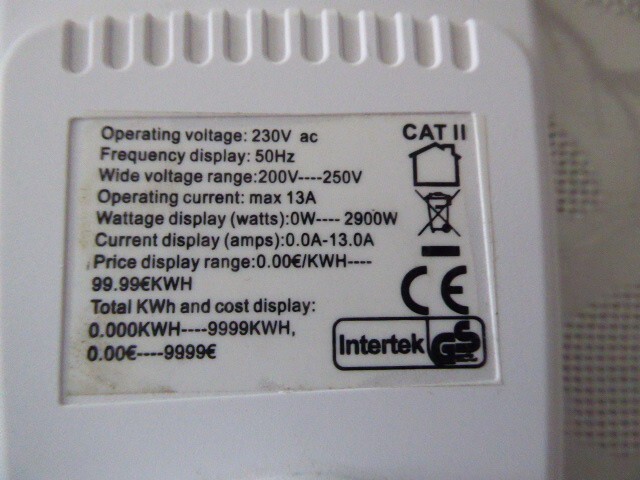 Operating voltage: 230V ac
Frequency display: 50Hz
Wide voltage range:200V----250V
Operating current: max 13A
Wattage display (watts):0W---- 2900W
Current display (amps):0.0A-13.0A
Price display range:0.00€/KWH----
99.99€KWH
Total KWh and cost display:
0.000KWH----9999KWH,
0.00€----9999€
CAT II
CE
Intertek GS